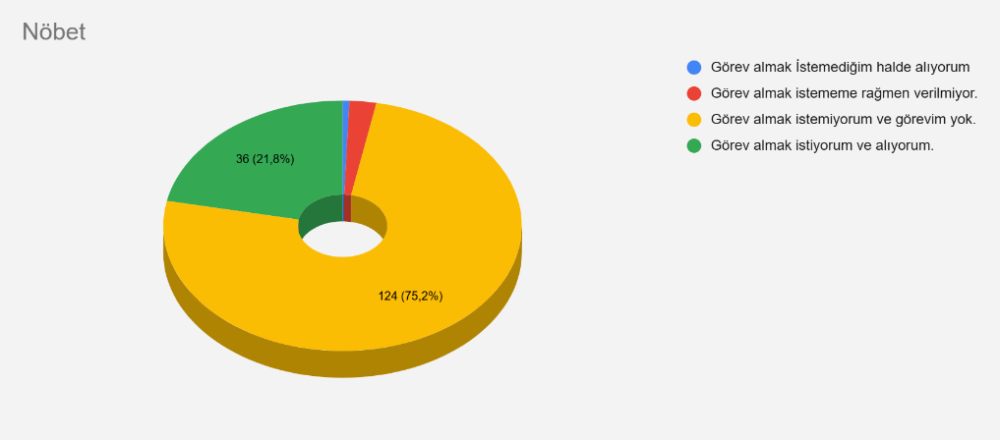 Nöbet
Görev almak İstemediğim halde alıyorum
Görev almak istememe rağmen verilmiyor.
Görev almak istemiyorum ve görevim yok.
Görev almak istiyorum ve alıyorum.
36 (21,8%)
124 (75,2%)